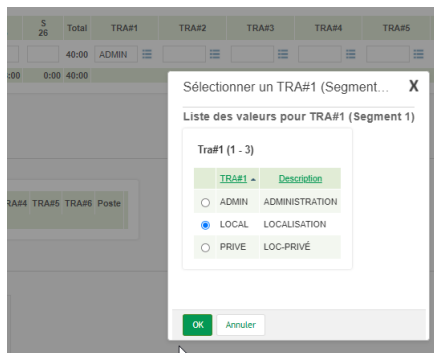 S
26 Total TRA#1 TRA#2 TRA#3 TRA#4 TRA#5
40:00 ADMIN
:00 0:00 40:00
Sélectionner un TRA#1 (Segment... X
Liste des valeurs pour TRA#1 (Segment 1)
Tra#1 (1 - 3)
TRA#1 Description
ADMIN ADMINISTRATION
RA#4 TRA#5 TRA#6 Poste
LOCAL LOCALISATION
PRIVE LOC-PRIVÉ
OK Annuler